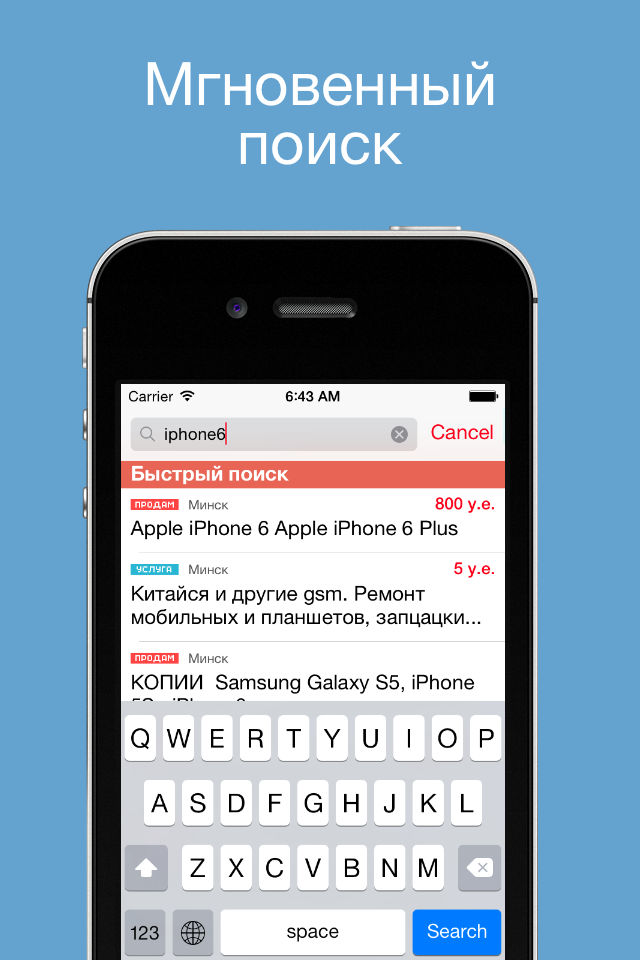 Мгновенный
поиск
Carrier 6:43 AM
iphone6 Cancel
Быстрый поиск
ПРОДАМ Минск 800 у.е.
Apple iPhone 6 Apple iPhone 6 Plus
УСЛУГА Минск 5 у.е.
Китайся и другие gsm. Ремонт
мобильных и планшетов, запцацки...
ПРОДАМ Минск
КОПИИ Samsung Galaxy S5, iPhone
Q W E R T Y U I O P
A S D F G H J K L
Z X C V B N M
123 space Search